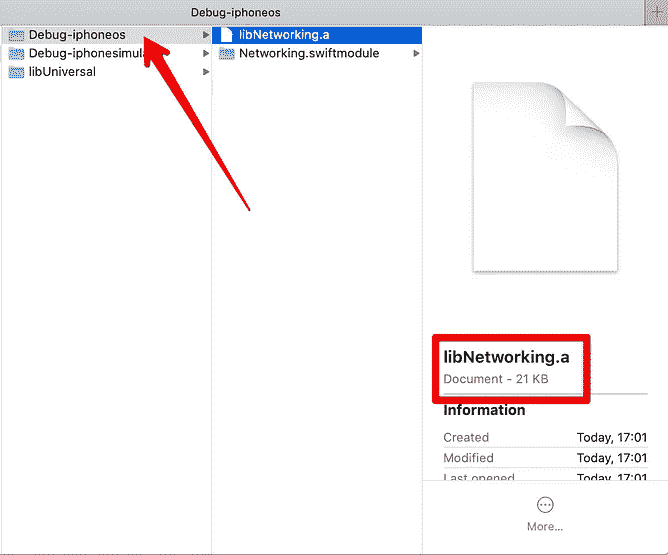 Debug-iphoneos
Debug-iphoneos
Debug-iphonesimula
libUniversal
libNetworking.a
Networking.swiftmodule
libNetworking.a
Document - 21 KB
Information
Created Today, 17:01
Modified Today, 17:01
Last opened Today, 17:01
More...